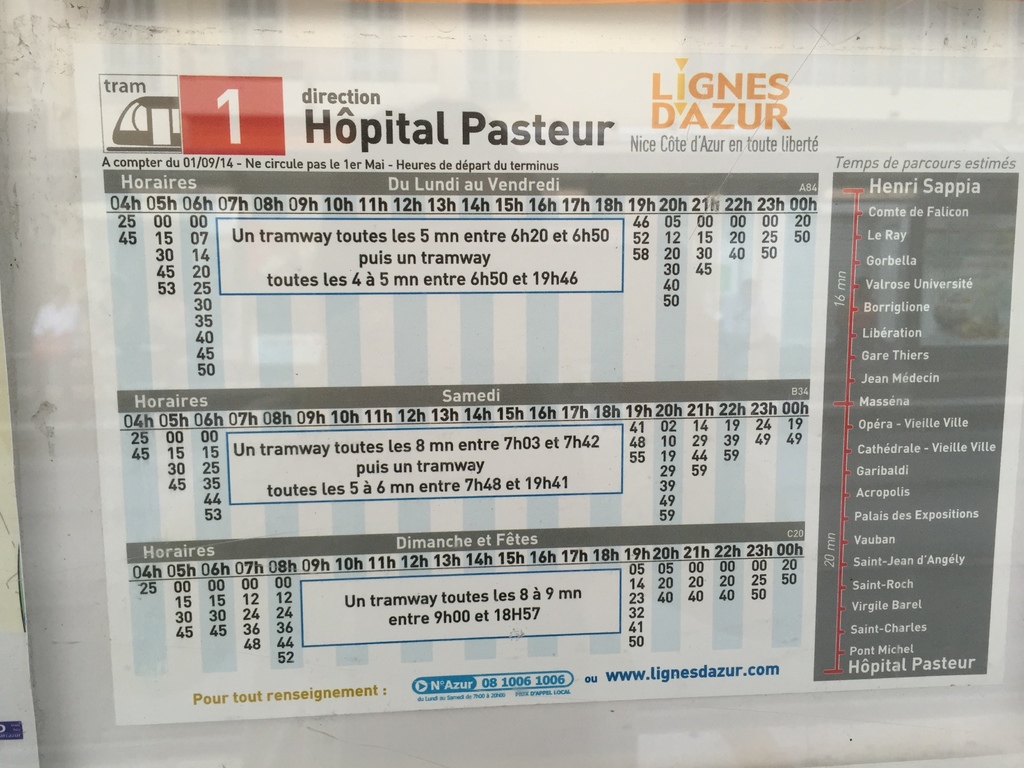 tram
1
direction
Hôpital Pasteur
LIGNES
D'AZUR
Nice Côte d'Azur en toute liberté
A compter du 01/09/14 - Ne circule pas le 1er Mai - Heures de départ du terminus
Horaires Du Lundi au Vendredi A84
04h 05h 06h 07h 08h 09h 10h 11h 12h 13h 14h 15h 16h 17h 18h 19h 20h 21h 22h 23h 00h
25 00 00 46 05 00 00 00 20
45 15 07 52 12 15 20 25 50
30 14 58 20 30 40 50
45 20 30 45
53 25 40
30 50
35
40
45
50
Un tramway toutes les 5 mn entre 6h20 et 6h50
puis un tramway
toutes les 4 à 5 mn entre 6h50 et 19h46
Horaires Samedi B34
04h 05h 06h 07h 08h 09h 10h 11h 12h 13h 14h 15h 16h 17h 18h 19h 20h 21h 22h 23h 00h
25 00 00 41 02 14 19 24 19
45 15 15 48 10 29 39 49 49
30 25 55 19 44 59
45 35 29 59
44 39
53 49
59
Un tramway toutes les 8 mn entre 7h03 et 7h42
puis un tramway
toutes les 5 à 6 mn entre 7h48 et 19h41
Horaires Dimanche et Fêtes C20
04h 05h 06h 07h 08h 09h 10h 11h 12h 13h 14h 15h 16h 17h 18h 19h 20h 21h 22h 23h 00h
25 00 00 00 00 05 05 00 00 00 20
15 15 12 12 14 20 20 20 25 50
30 30 24 24 23 40 40 40 50
45 45 36 36 32
48 44 41
52 50
Un tramway toutes les 8 à 9 mn
entre 9h00 et 18H57
Pour tout renseignement : N°Azur 08 1006 1006 ou www.lignesdazur.com
du Lundi au Samedi de 7h00 à 20h00 PRIX D'APPEL LOCAL
Temps de parcours estimés
Henri Sappia
Comte de Falicon
Le Ray
Gorbella
Valrose Université
16 mn
Borriglione
Libération
Gare Thiers
Jean Médecin
Masséna
Opéra - Vieille Ville
Cathédrale - Vieille Ville
Garibaldi
Acropolis
Palais des Expositions
Vauban
20 mn
Saint-Jean d'Angély
Saint-Roch
Virgile Barel
Saint-Charles
Pont Michel
Hôpital Pasteur